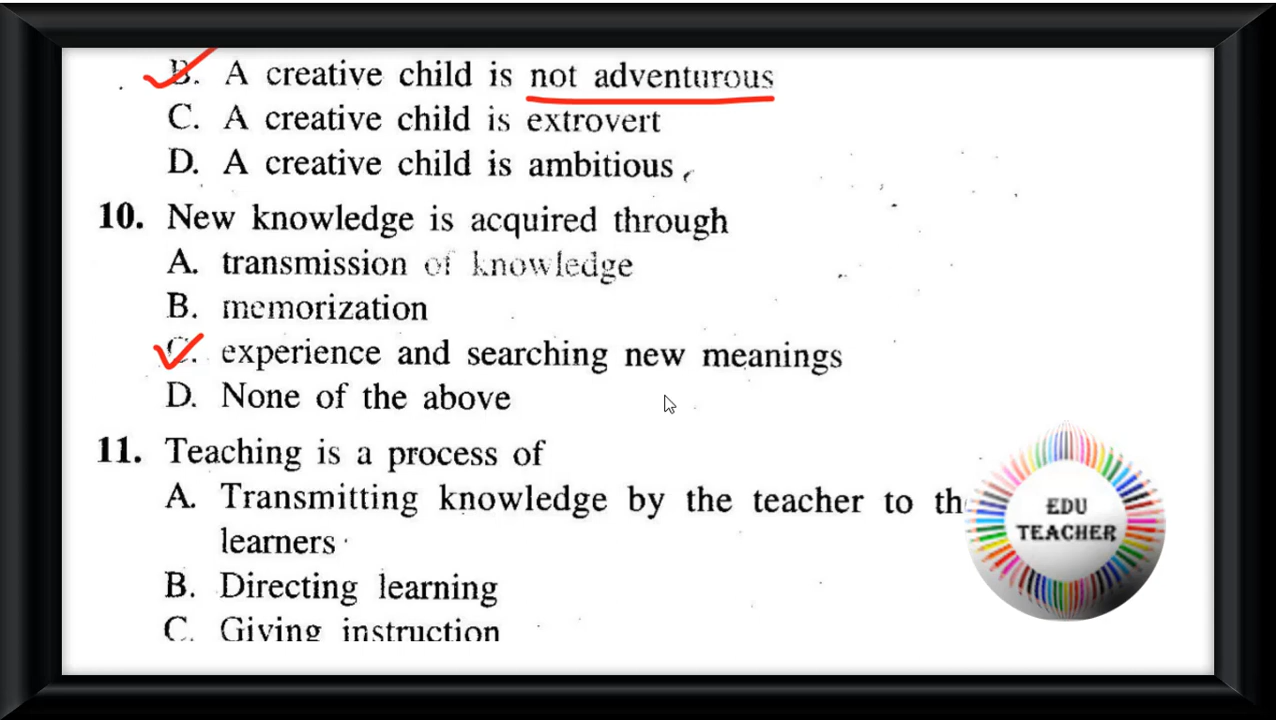 B. A creative child is not adventurous
C. A creative child is extrovert
D. A creative child is ambitious
10. New knowledge is acquired through
A. transmission of knowledge
B. memorization
C. experience and searching new meanings
D. None of the above
11. Teaching is a process of
A. Transmitting knowledge by the teacher to th
learners
B. Directing learning
C. Giving instruction
EDU
TEACHER